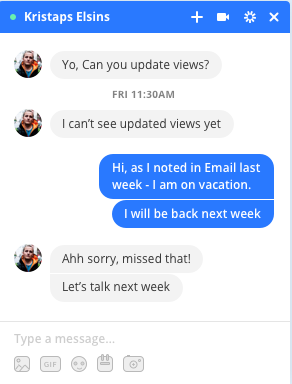 Kristaps Elsins
Yo, Can you update views?
FRI 11:30AM
I can't see updated views yet
Hi, as I noted in Email last
week - I am on vacation.
I will be back next week
Ahh sorry, missed that!
Let's talk next week
Type a message...
GIF